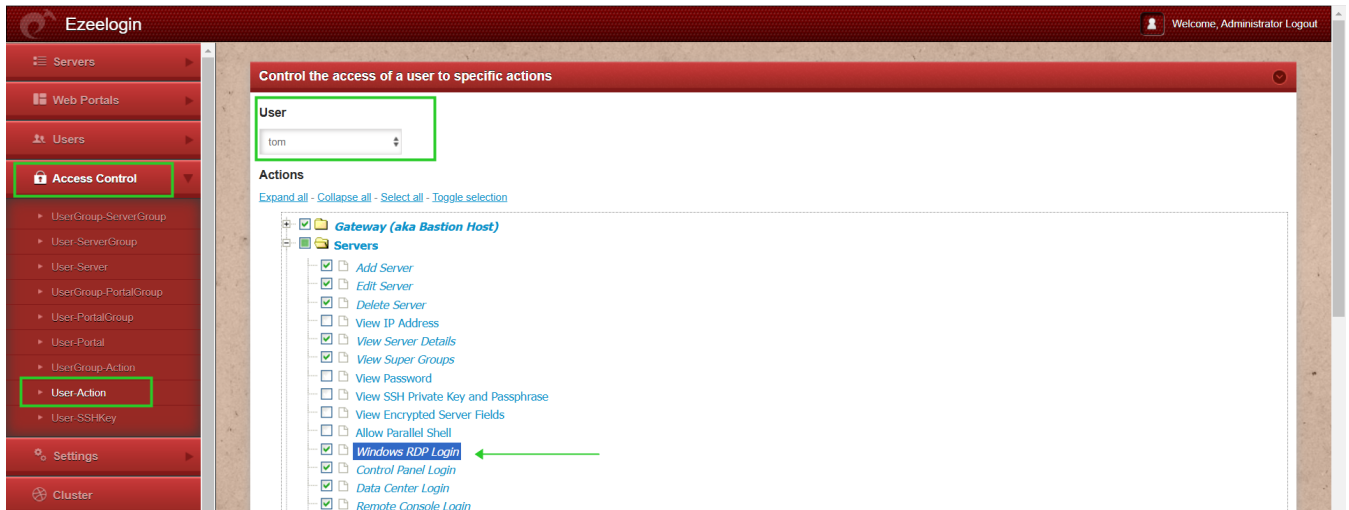 Ezeelogin
Welcome, Administrator Logout
Servers
Web Portals
Users
Access Control
UserGroup-ServerGroup
User-ServerGroup
User-Server
UserGroup-PortalGroup
User-PortalGroup
User-Portal
UserGroup-Action
User-Action
User-SSHKey
Settings
Cluster
Control the access of a user to specific actions
User
tom
Actions
Expand all - Collapse all - Select all - Toggle selection
Gateway (aka Bastion Host)
Servers
Add Server
Edit Server
Delete Server
View IP Address
View Server Details
View Super Groups
View Password
View SSH Private Key and Passphrase
View Encrypted Server Fields
Allow Parallel Shell
Windows RDP Login
Control Panel Login
Data Center Login
Remote Console Login